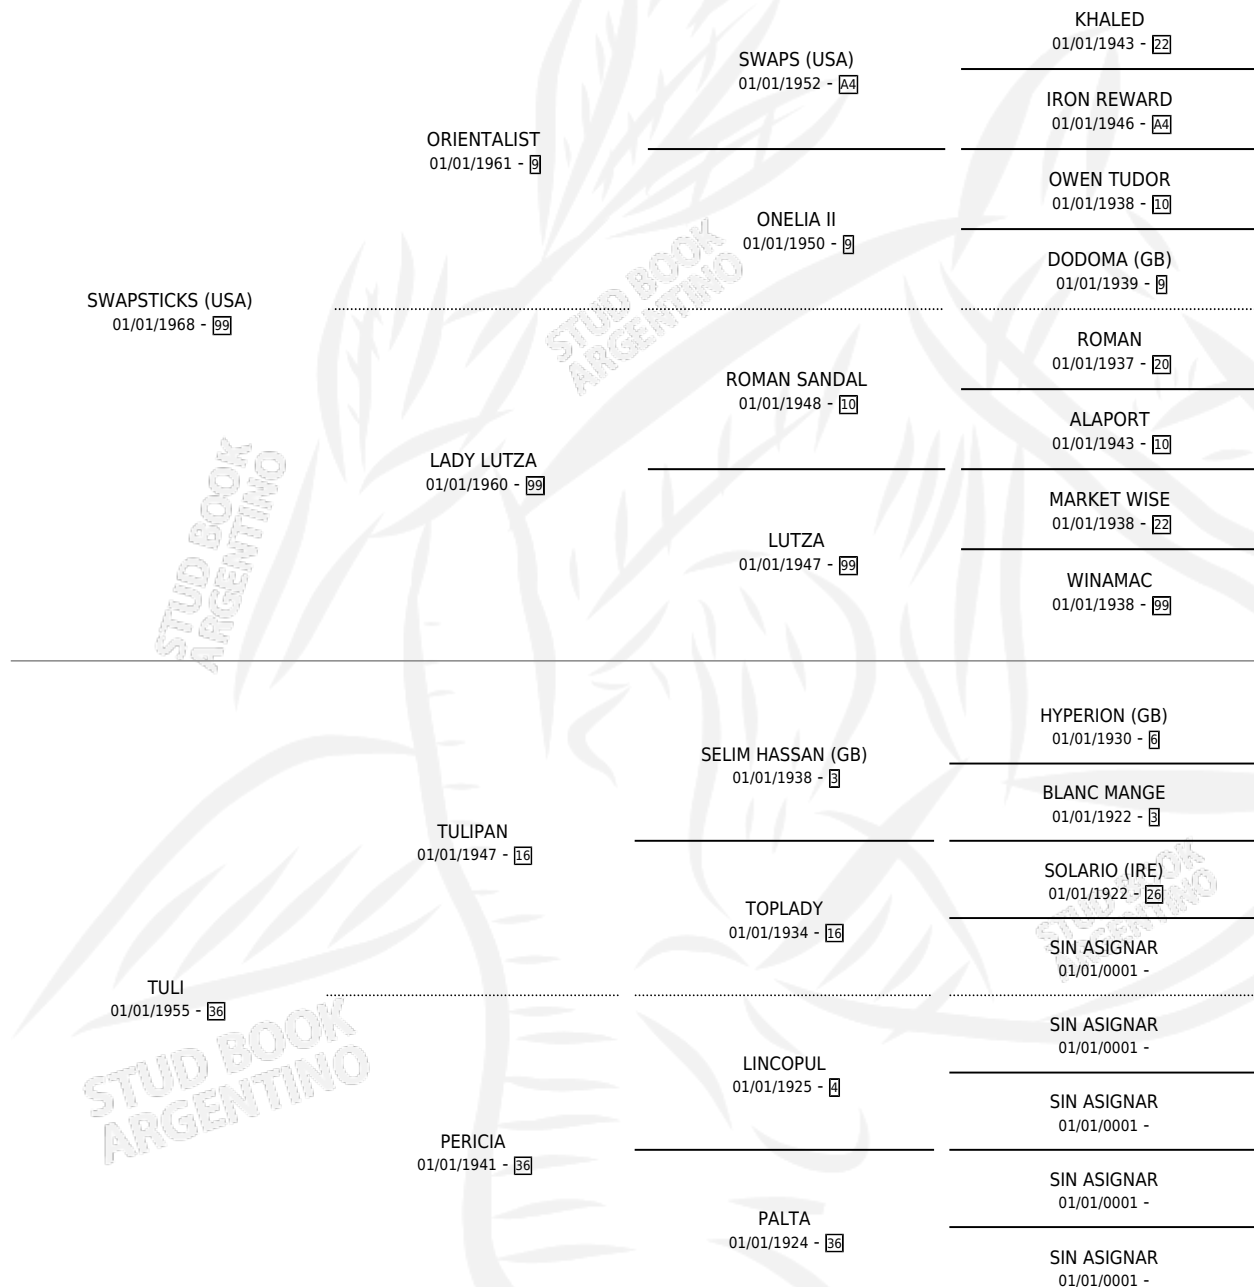 KHALED
01/01/1943 - 22
SWAPS (USA)
01/01/1952 - A4
IRON REWARD
01/01/1946 - A4
ORIENTALIST
01/01/1961 - 9
OWEN TUDOR
01/01/1938 - 10
ONELIA II
01/01/1950 - 9
DODOMA (GB)
01/01/1939 - 9
SWAPSTICKS (USA)
01/01/1968 - 99
ROMAN
01/01/1937 - 20
ROMAN SANDAL
01/01/1948 - 10
ALAPORT
01/01/1943 - 10
LADY LUTZA
01/01/1960 - 99
MARKET WISE
01/01/1938 - 22
LUTZA
01/01/1947 - 99
WINAMAC
01/01/1938 - 99
HYPERION (GB)
01/01/1930 - 6
SELIM HASSAN (GB)
01/01/1938 - 3
BLANC MANGE
01/01/1922 - 3
TULIPAN
01/01/1947 - 16
SOLARIO (IRE)
01/01/1922 - 26
TOPLADY
01/01/1934 - 16
SIN ASIGNAR
01/01/0001 -
TULI
01/01/1955 - 36
SIN ASIGNAR
01/01/0001 -
LINCOPUL
01/01/1925 - 4
SIN ASIGNAR
01/01/0001 -
PERICIA
01/01/1941 - 36
SIN ASIGNAR
01/01/0001 -
PALTA
01/01/1924 - 36
SIN ASIGNAR
01/01/0001 -
STUD BOOK
ARGENTINO
STUD BOOK
ARGENTINO
STUD BOOK
ARGENTINO
STUD BOOK
ARGENTINO